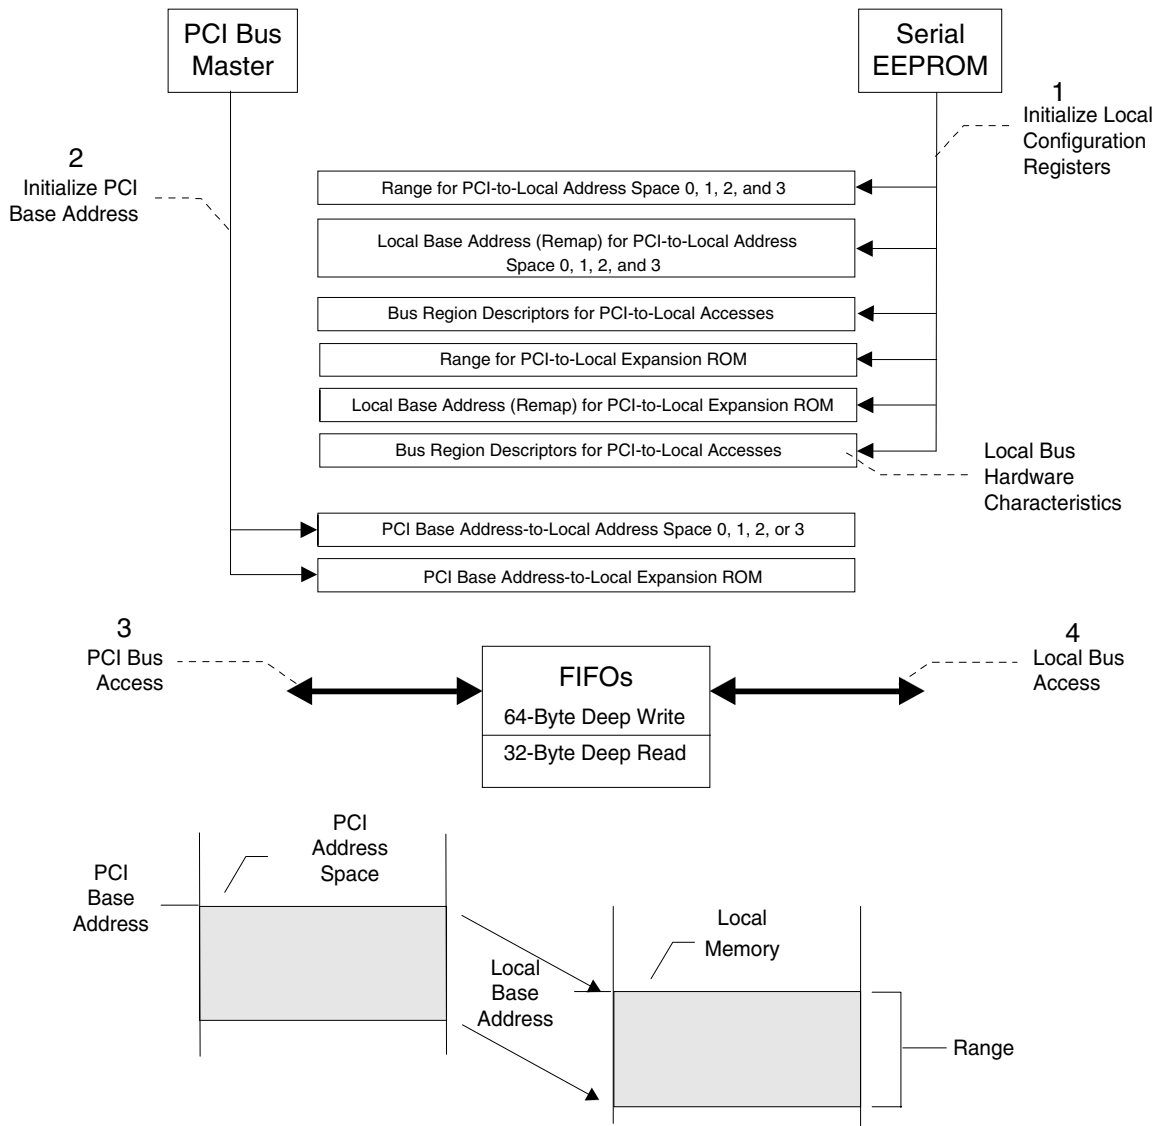 PCI Bus
Master
Serial
EEPROM
1
Initialize Local
Configuration
Registers
2
Initialize PCI
Base Address
Range for PCI-to-Local Address Space 0, 1, 2, and 3
Local Base Address (Remap) for PCI-to-Local Address
Space 0, 1, 2, and 3
Bus Region Descriptors for PCI-to-Local Accesses
Range for PCI-to-Local Expansion ROM
Local Base Address (Remap) for PCI-to-Local Expansion ROM
Bus Region Descriptors for PCI-to-Local Accesses
Local Bus
Hardware
Characteristics
PCI Base Address-to-Local Address Space 0, 1, 2, or 3
PCI Base Address-to-Local Expansion ROM
3
PCI Bus
Access
FIFOs
64-Byte Deep Write
32-Byte Deep Read
4
Local Bus
Access
PCI
Address
Space
PCI
Base
Address
Local
Memory
Local
Base
Address
Range